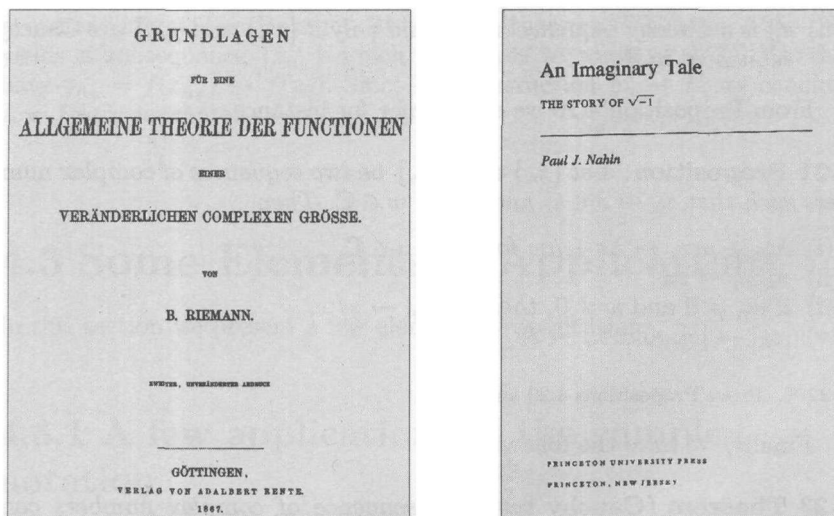 GRUNDLAGEN
FÜR EINE
ALLGEMEINE THEORIE DER FUNCTIONEN
EINER
VERÄNDERLICHEN COMPLEXEN GRÖSSE.
VON
B. RIEMANN.
ZWEITER, UNVERÄNDERTER ABDRUCK
GÖTTINGEN,
VERLAG VON ADALBERT RENTE.
1867.
An Imaginary Tale
THE STORY OF √−1
Paul J. Nahin
PRINCETON UNIVERSITY PRESS
PRINCETON, NEW JERSEY